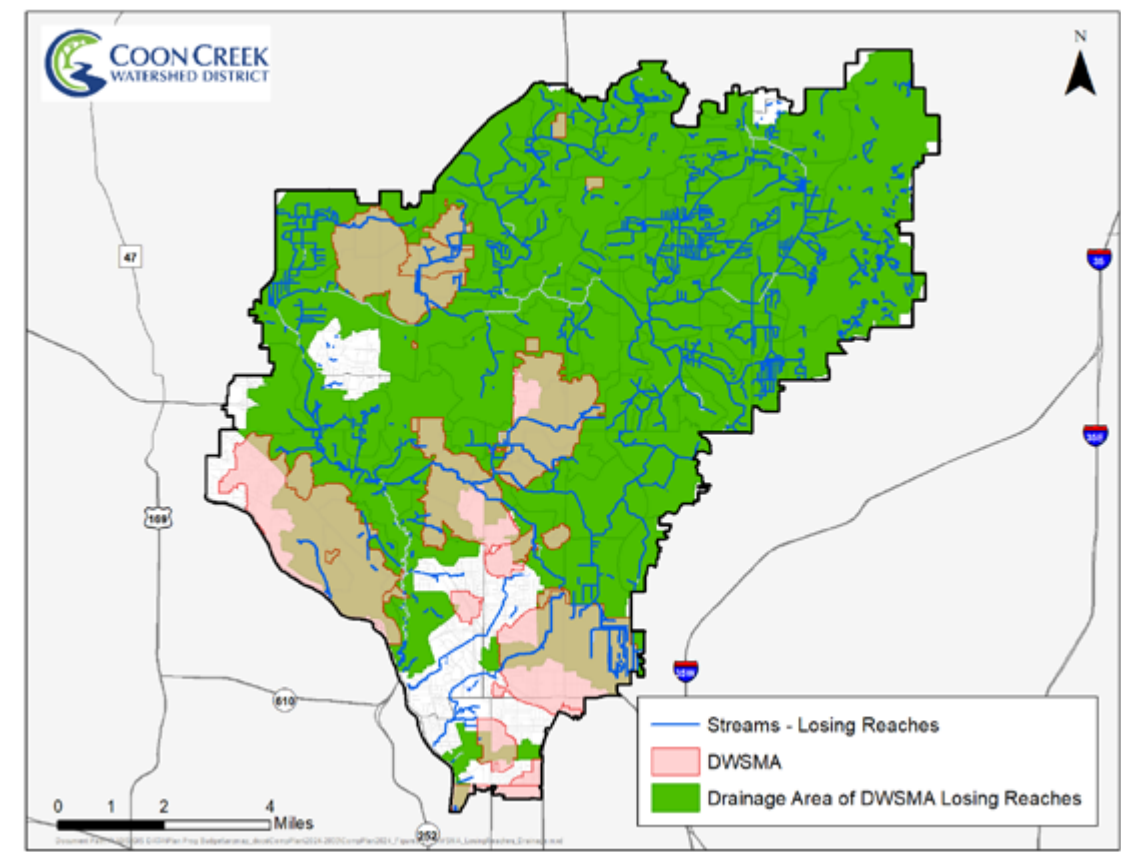 COON CREEK
WATERSHED DISTRICT
N
47
35
35E
169
35W
610
Streams - Losing Reaches
DWSMA
Drainage Area of DWSMA Losing Reaches
0 1 2 4
Miles
252